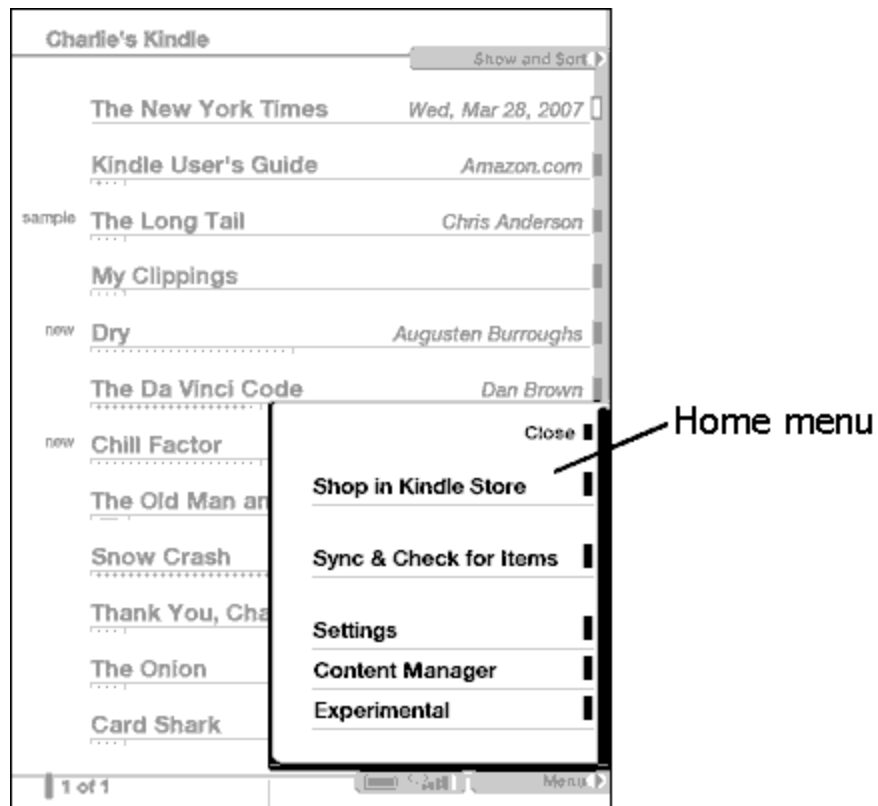 Charlie's Kindle
Show and Sort
The New York Times Wed, Mar 28, 2007
Kindle User's Guide Amazon.com
sample The Long Tail Chris Anderson
My Clippings
new Dry Augusten Burroughs
The Da Vinci Code Dan Brown
Close
Home menu
new Chill Factor
Shop in Kindle Store
The Old Man an
Snow Crash
Sync & Check for Items
Thank You, Cha
Settings
The Onion
Content Manager
Experimental
Card Shark
1 of 1
Menu